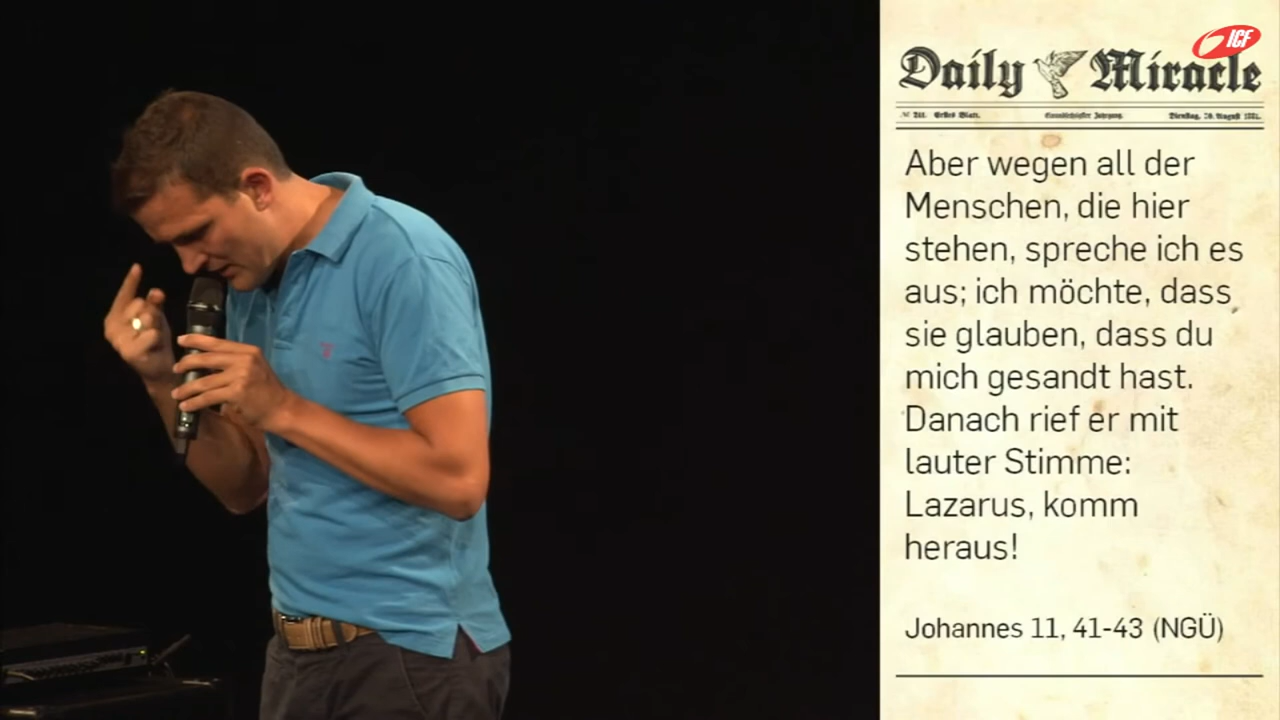 ICF
Daily Miracle
Erstes Blatt.
Aber wegen all der
Menschen, die hier
stehen, spreche ich es
aus; ich möchte, dass
sie glauben, dass du
mich gesandt hast.
Danach rief er mit
lauter Stimme:
Lazarus, komm
heraus!
Johannes 11, 41-43 (NGÜ)